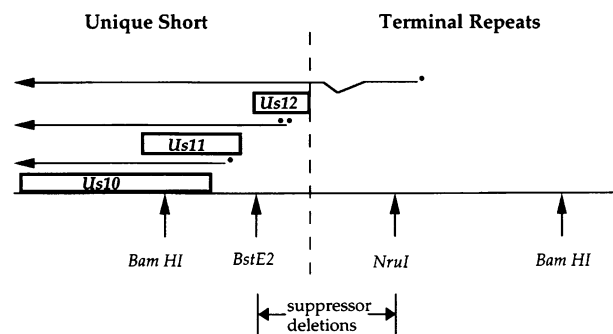 Unique Short
Terminal Repeats
Us12
Us11
Us10
Bam HI
BstE2
NruI
Bam HI
suppressor
deletions